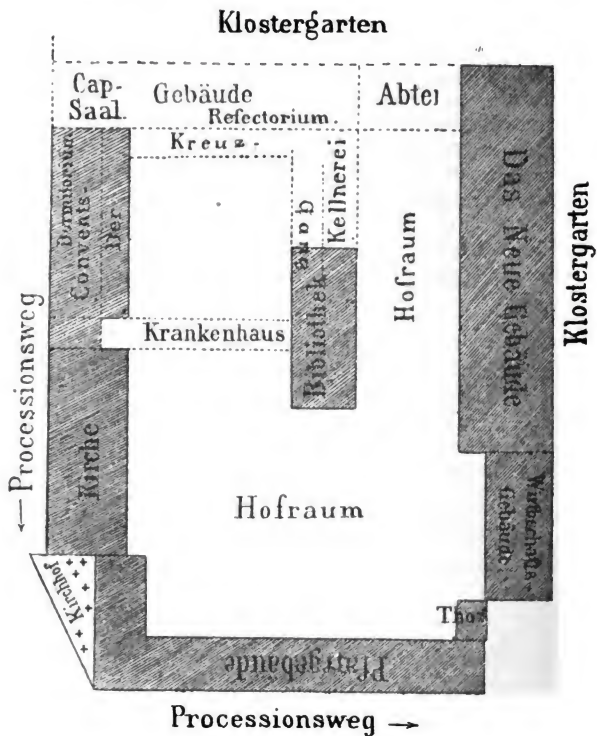 Klostergarten
Cap-
Saal.
Gebäude
Refectorium.
Abtei
Kreuz-
Gang
Kellnerei
Dormitorium
Convents-
Der
Hofraum
Das Neue Gebäude
Klostergarten
Krankenhaus
Bibliothek.
Processionsweg
Kirche
Hofraum
Wirthschafts-
Gebäude.
Kirchhof
Thor
Pfarrgebäude
Processionsweg